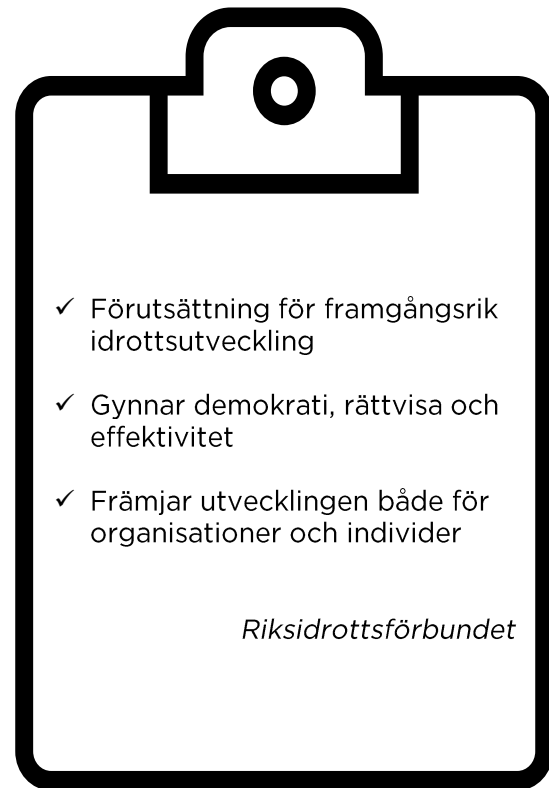 ✓ Förutsättning för framgångsrik
idrottsutveckling
✓ Gynnar demokrati, rättvisa och
effektivitet
✓ Främjar utvecklingen både för
organisationer och individer
Riksidrottsförbundet